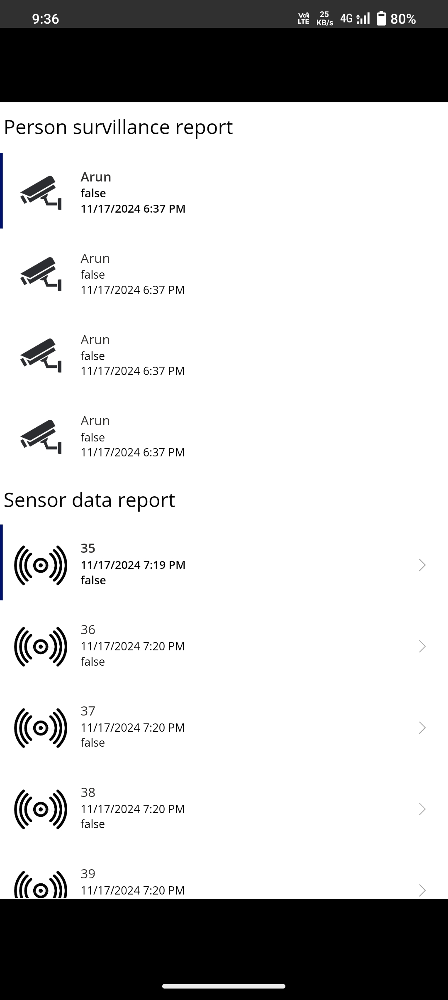 9:36
Vo)) LTE
25 KB/s
4G
80%
Person survillance report
Arun
false
11/17/2024 6:37 PM
Arun
false
11/17/2024 6:37 PM
Arun
false
11/17/2024 6:37 PM
Arun
false
11/17/2024 6:37 PM
Sensor data report
35
11/17/2024 7:19 PM
false
36
11/17/2024 7:20 PM
false
37
11/17/2024 7:20 PM
false
38
11/17/2024 7:20 PM
false
39
11/17/2024 7:20 PM